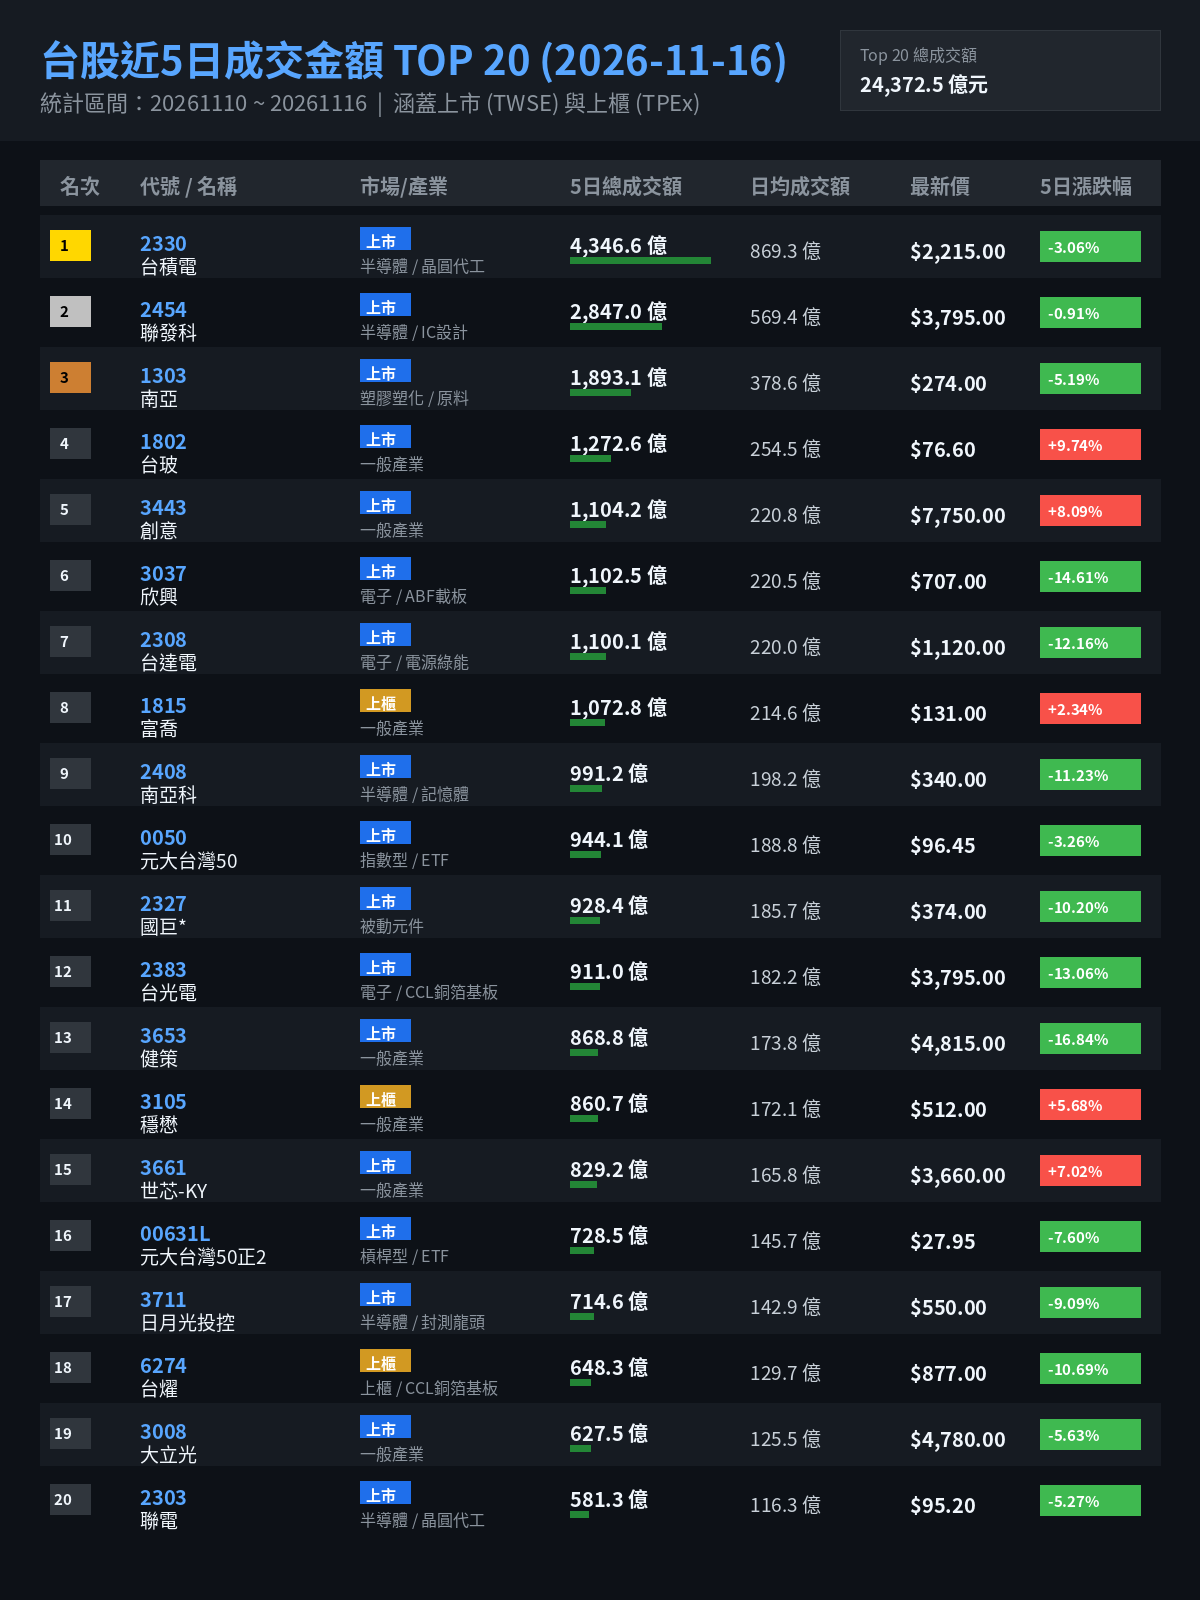 台股近5日成交金額 TOP 20 (2026-11-16)
統計區間：20261110 ~ 20261116 | 涵蓋上市 (TWSE) 與上櫃 (TPEx)
Top 20 總成交額
24,372.5 億元
名次 代號 / 名稱 市場/產業 5日總成交額 日均成交額 最新價 5日漲跌幅
1 2330 台積電 上市 半導體 / 晶圓代工 4,346.6 億 869.3 億 $2,215.00 -3.06%
2 2454 聯發科 上市 半導體 / IC設計 2,847.0 億 569.4 億 $3,795.00 -0.91%
3 1303 南亞 上市 塑膠塑化 / 原料 1,893.1 億 378.6 億 $274.00 -5.19%
4 1802 台玻 上市 一般產業 1,272.6 億 254.5 億 $76.60 +9.74%
5 3443 創意 上市 一般產業 1,104.2 億 220.8 億 $7,750.00 +8.09%
6 3037 欣興 上市 電子 / ABF載板 1,102.5 億 220.5 億 $707.00 -14.61%
7 2308 台達電 上市 電子 / 電源綠能 1,100.1 億 220.0 億 $1,120.00 -12.16%
8 1815 富喬 上櫃 一般產業 1,072.8 億 214.6 億 $131.00 +2.34%
9 2408 南亞科 上市 半導體 / 記憶體 991.2 億 198.2 億 $340.00 -11.23%
10 0050 元大台灣50 上市 指數型 / ETF 944.1 億 188.8 億 $96.45 -3.26%
11 2327 國巨* 上市 被動元件 928.4 億 185.7 億 $374.00 -10.20%
12 2383 台光電 上市 電子 / CCL銅箔基板 911.0 億 182.2 億 $3,795.00 -13.06%
13 3653 健策 上市 一般產業 868.8 億 173.8 億 $4,815.00 -16.84%
14 3105 穩懋 上櫃 一般產業 860.7 億 172.1 億 $512.00 +5.68%
15 3661 世芯-KY 上市 一般產業 829.2 億 165.8 億 $3,660.00 +7.02%
16 00631L 元大台灣50正2 上市 槓桿型 / ETF 728.5 億 145.7 億 $27.95 -7.60%
17 3711 日月光投控 上市 半導體 / 封測龍頭 714.6 億 142.9 億 $550.00 -9.09%
18 6274 台燿 上櫃 上櫃 / CCL銅箔基板 648.3 億 129.7 億 $877.00 -10.69%
19 3008 大立光 上市 一般產業 627.5 億 125.5 億 $4,780.00 -5.63%
20 2303 聯電 上市 半導體 / 晶圓代工 581.3 億 116.3 億 $95.20 -5.27%